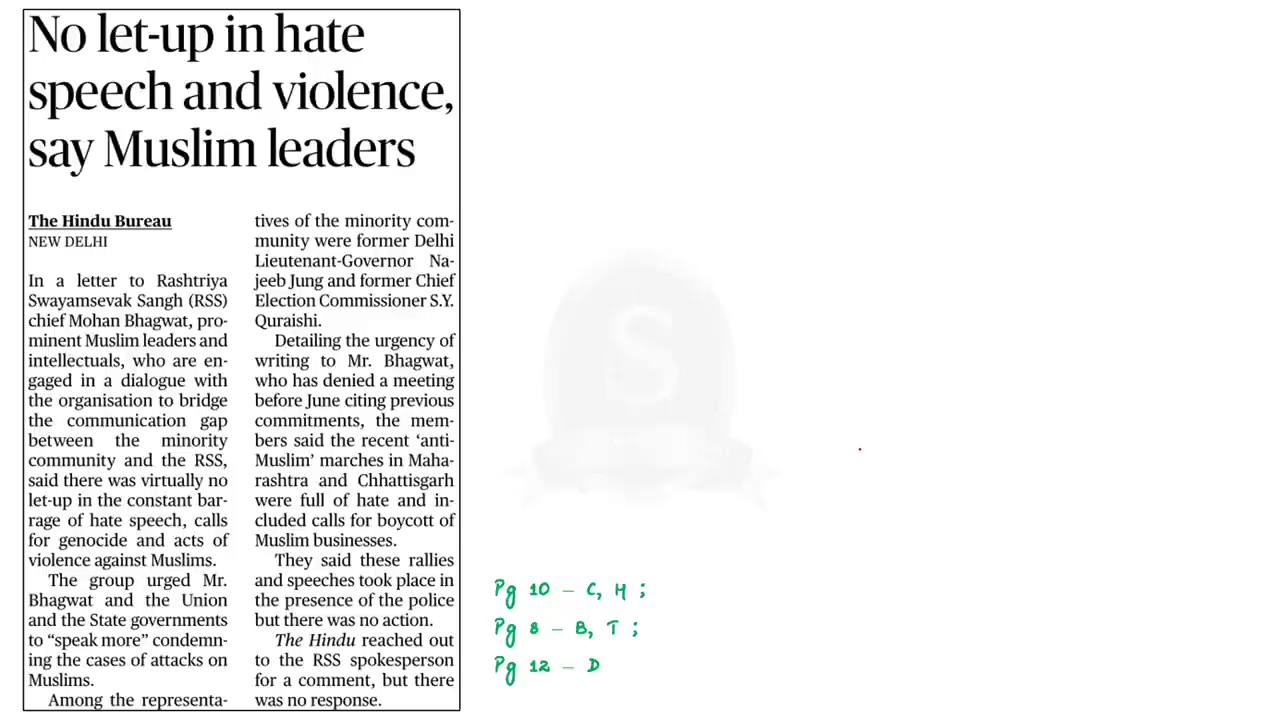 No let-up in hate
speech and violence,
say Muslim leaders
The Hindu Bureau
NEW DELHI
In a letter to Rashtriya
Swayamsevak Sangh (RSS)
chief Mohan Bhagwat, pro-
minent Muslim leaders and
intellectuals, who are en-
gaged in a dialogue with
the organisation to bridge
the communication gap
between the minority
community and the RSS,
said there was virtually no
let-up in the constant bar-
rage of hate speech, calls
for genocide and acts of
violence against Muslims.
The group urged Mr.
Bhagwat and the Union
and the State governments
to “speak more” condemn-
ing the cases of attacks on
Muslims.
Among the representa-
tives of the minority com-
munity were former Delhi
Lieutenant-Governor Na-
jeeb Jung and former Chief
Election Commissioner S.Y.
Quraishi.
Detailing the urgency of
writing to Mr. Bhagwat,
who has denied a meeting
before June citing previous
commitments, the mem-
bers said the recent ‘anti-
Muslim’ marches in Maha-
rashtra and Chhattisgarh
were full of hate and in-
cluded calls for boycott of
Muslim businesses.
They said these rallies
and speeches took place in
the presence of the police
but there was no action.
The Hindu reached out
to the RSS spokesperson
for a comment, but there
was no response.
S
Pg 10 – C, H ;
Pg 8 – B, T ;
Pg 12 – D